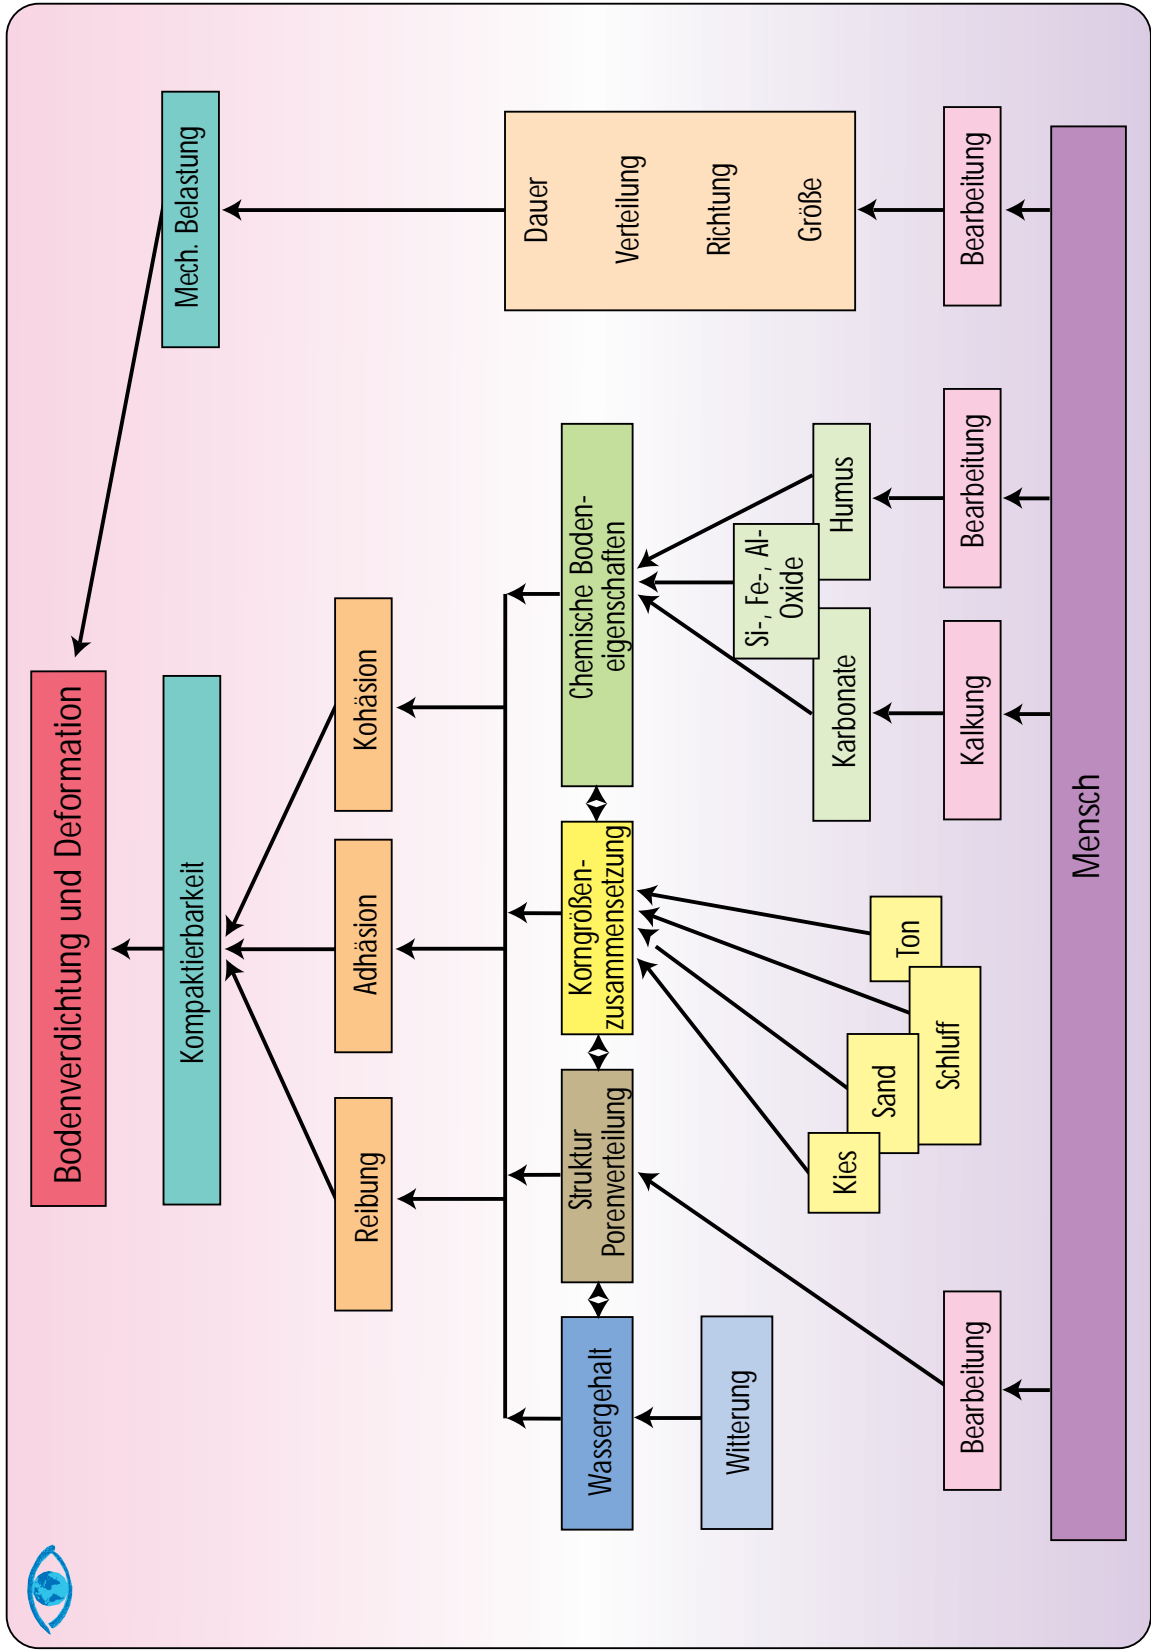 Bodenverdichtung und Deformation
Kompaktierbarkeit
Mech. Belastung
Reibung
Adhäsion
Kohäsion
Dauer
Verteilung
Richtung
Größe
Wassergehalt
Struktur
Porenverteilung
Korngrößen-
zusammensetzung
Chemische Boden-
eigenschaften
Witterung
Kies
Sand
Schluff
Ton
Karbonate
Si-, Fe-, Al-
Oxide
Humus
Bearbeitung
Kalkung
Bearbeitung
Bearbeitung
Mensch